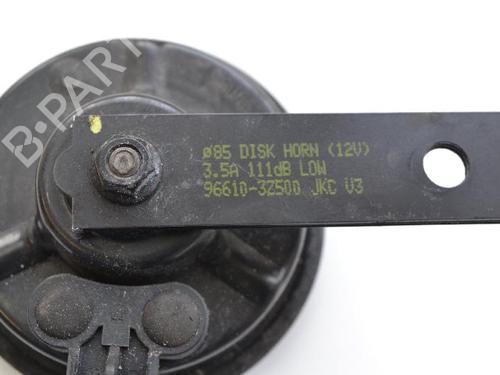 B-PARTS
ø85 DISK HORN (12V)
3.5A 111dB LOW
96610-3Z500 JKC V3